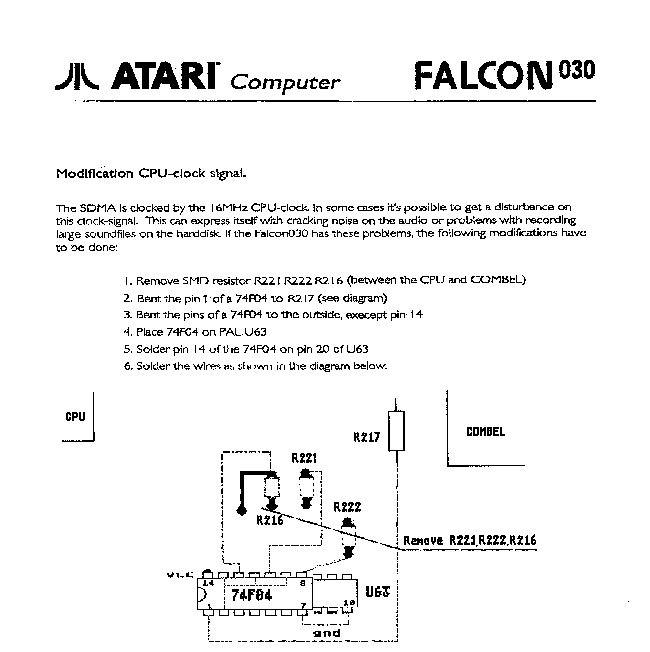 ATARI Computer FALCON 030
Modification CPU-clock signal.
The SDMA is clocked by the 16MHz CPU-clock. In some cases it's possible to get a disturbance on
this clock-signal. This can express itself with cracking noise on the audio or problems with recording
large soundfiles on the harddisk. If the Falcon030 has these problems, the following modifications have
to be done:
1. Remove SMD resistor R221 R222 R216 (between the CPU and COMBEL)
2. Bent the pin 1 of a 74F04 to R217 (see diagram)
3. Bent the pins of a 74F04 to the outside, execept pin 14
4. Place 74F04 on PAL U63
5. Solder pin 14 of the 74F04 on pin 20 of U63
6. Solder the wires as shown in the diagram below.
CPU
R217
COMBEL
R221
R222
R216
Remove R221,R222,R216
VCC
14
8
74F04
U63
1
7
10
gnd